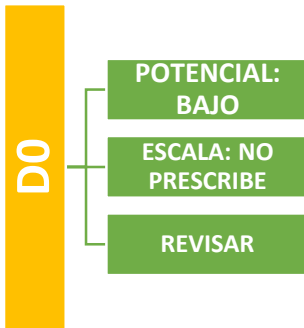 D0
POTENCIAL:
BAJO
ESCALA: NO
PRESCRIBE
REVISAR